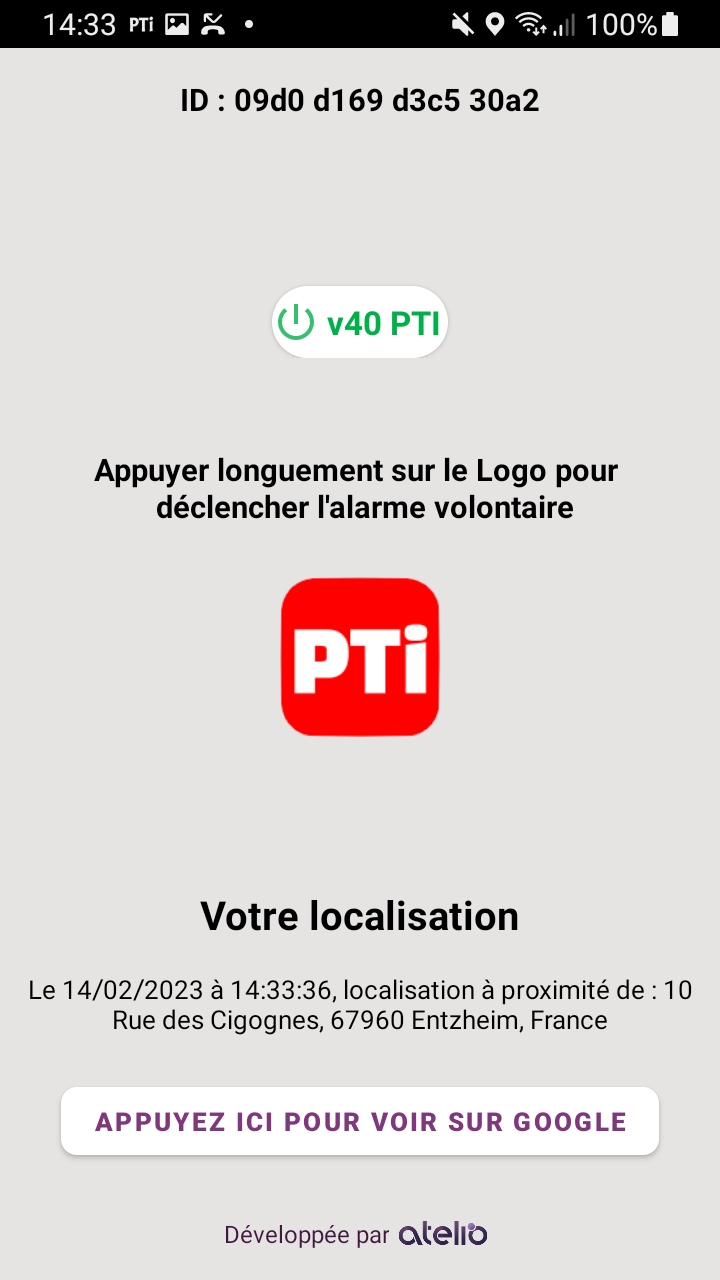 14:33 PTi 100%
ID : 09d0 d169 d3c5 30a2
v40 PTI
Appuyer longuement sur le Logo pour
déclencher l'alarme volontaire
PTi
Votre localisation
Le 14/02/2023 à 14:33:36, localisation à proximité de : 10
Rue des Cigognes, 67960 Entzheim, France
APPUYEZ ICI POUR VOIR SUR GOOGLE
Développée par atelio